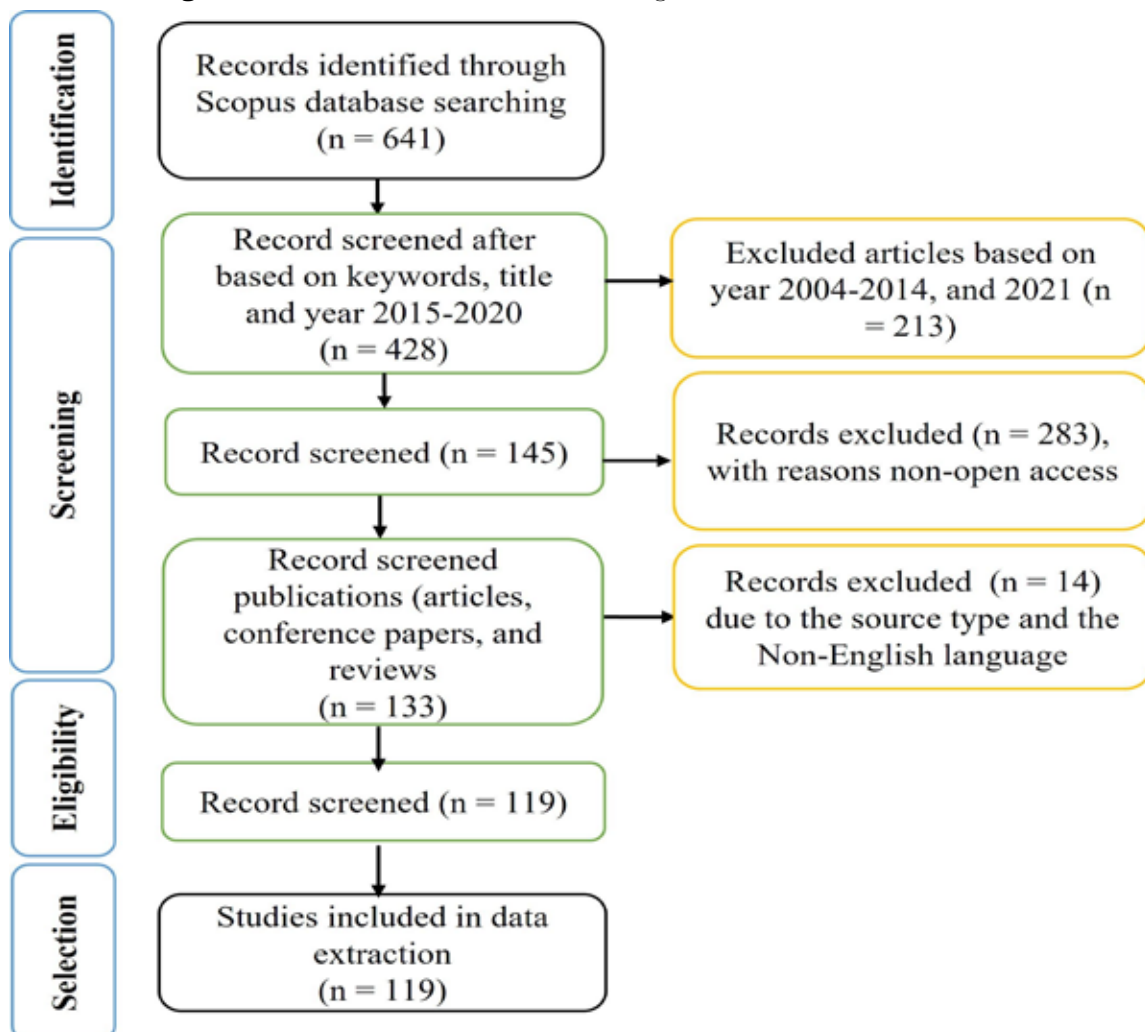 Identification
Records identified through
Scopus database searching
(n = 641)
Screening
Record screened after
based on keywords, title
and year 2015-2020
(n = 428)
Excluded articles based on
year 2004-2014, and 2021 (n
= 213)
Record screened (n = 145)
Records excluded (n = 283),
with reasons non-open access
Record screened
publications (articles,
conference papers, and
reviews
(n = 133)
Records excluded (n = 14)
due to the source type and the
Non-English language
Eligibility
Record screened (n = 119)
Selection
Studies included in data
extraction
(n = 119)